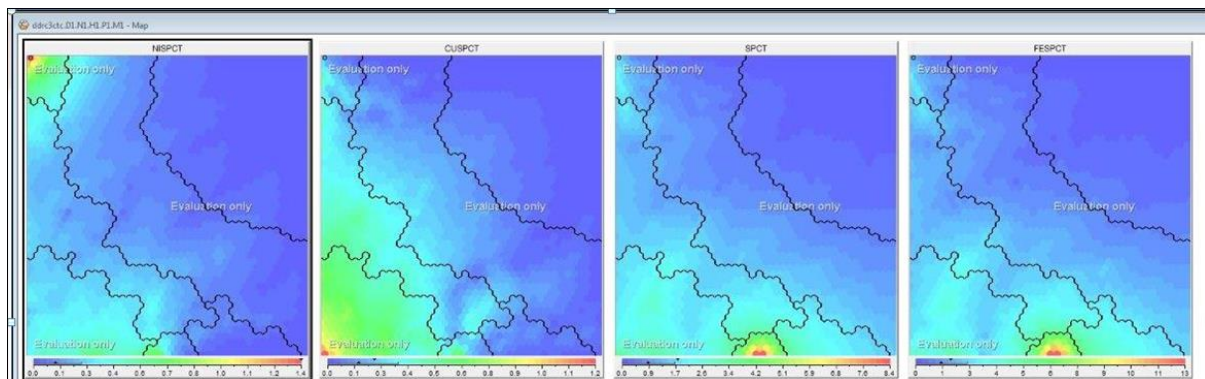 ddrc3ctc.D1.N1.H1.P1.M1 - Map
NISPCT
CUSPCT
SPCT
FESPCT
Evaluation only
Evaluation only
Evaluation only
Evaluation only
Evaluation only
Evaluation only
Evaluation only
Evaluation only
Evaluation only
Evaluation only
Evaluation only
Evaluation only
0.0 0.1 0.3 0.4 0.6 0.7 0.8 1.0 1.1 1.3 1.4
0.0 0.1 0.2 0.3 0.5 0.6 0.7 0.8 0.9 1.1 1.2
0.0 0.9 1.7 2.6 3.4 4.2 5.1 5.9 6.7 7.6 8.4
0 1 3 4 5 6 8 9 10 12 13